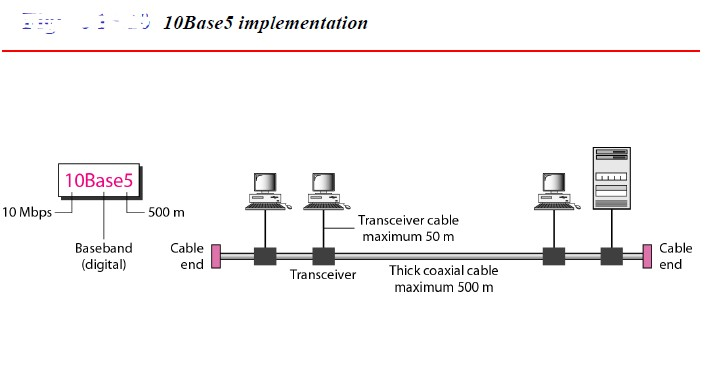 10Base5 implementation
10Base5
10 Mbps
500 m
Baseband
(digital)
Cable
end
Transceiver
Transceiver cable
maximum 50 m
Thick coaxial cable
maximum 500 m
Cable
end